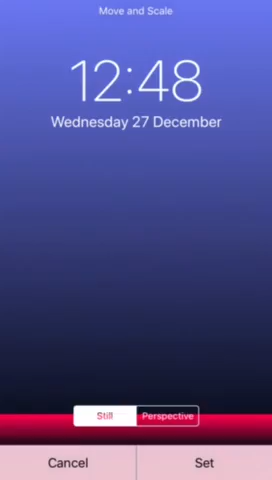 Move and Scale
12:48
Wednesday 27 December
Still Perspective
Cancel Set